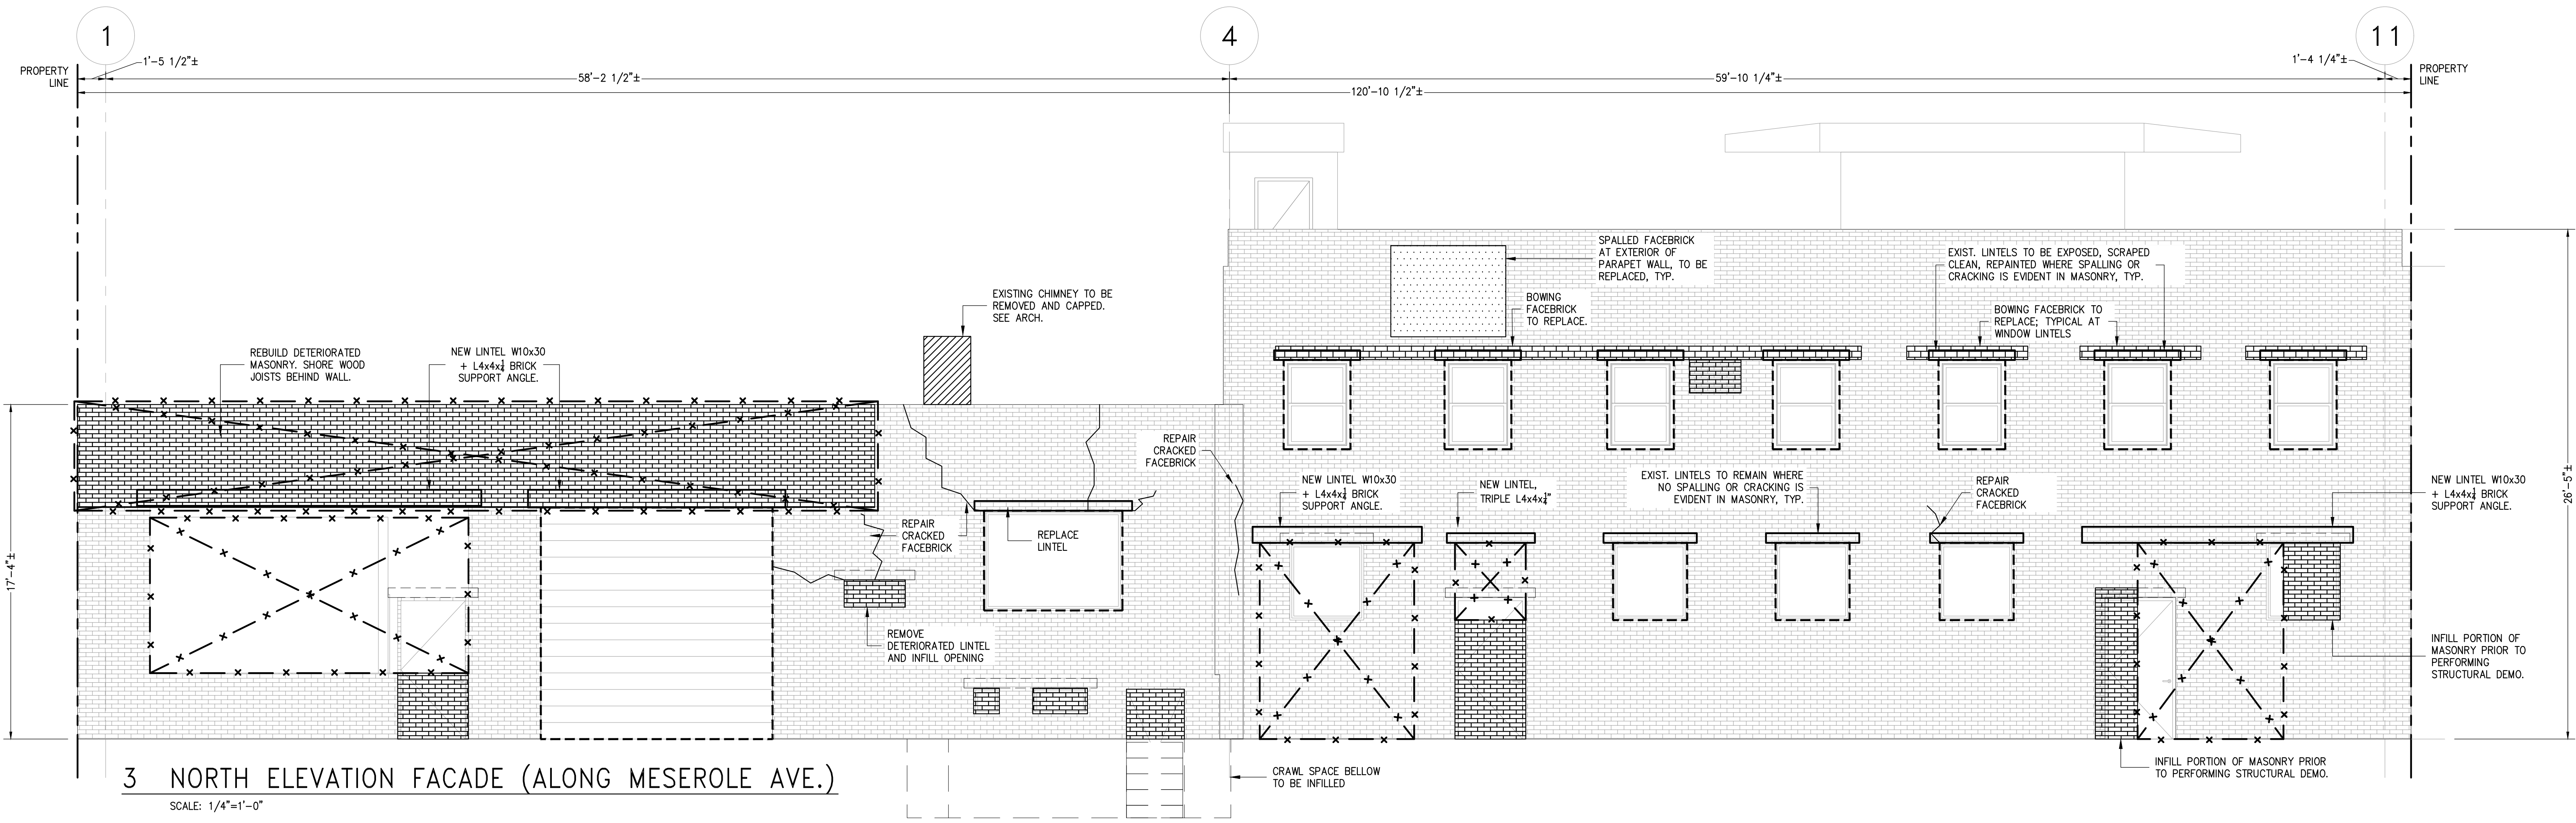 1
4
11
PROPERTY
LINE
1'-5 1/2"±
58'-2 1/2"±
59'-10 1/4"±
1'-4 1/4"±
PROPERTY
LINE
120'-10 1/2"±
SPALLED FACEBRICK
AT EXTERIOR OF
PARAPET WALL, TO BE
REPLACED, TYP.
EXIST. LINTELS TO BE EXPOSED, SCRAPED
CLEAN, REPAINTED WHERE SPALLING OR
CRACKING IS EVIDENT IN MASONRY, TYP.
EXISTING CHIMNEY TO BE
REMOVED AND CAPPED.
SEE ARCH.
BOWING
FACEBRICK
TO REPLACE.
BOWING FACEBRICK TO
REPLACE; TYPICAL AT
WINDOW LINTELS
REBUILD DETERIORATED
MASONRY. SHORE WOOD
JOISTS BEHIND WALL.
NEW LINTEL W10x30
+ L4x4x¼ BRICK
SUPPORT ANGLE.
REPAIR
CRACKED
FACEBRICK
NEW LINTEL W10x30
+ L4x4x¼ BRICK
SUPPORT ANGLE.
NEW LINTEL,
TRIPLE L4x4x¼"
EXIST. LINTELS TO REMAIN WHERE
NO SPALLING OR CRACKING IS
EVIDENT IN MASONRY, TYP.
REPAIR
CRACKED
FACEBRICK
NEW LINTEL W10x30
+ L4x4x¼ BRICK
SUPPORT ANGLE.
26'-5"±
17'-4"±
REPAIR
CRACKED
FACEBRICK
REPLACE
LINTEL
REMOVE
DETERIORATED LINTEL
AND INFILL OPENING
INFILL PORTION OF
MASONRY PRIOR TO
PERFORMING
STRUCTURAL DEMO.
CRAWL SPACE BELLOW
TO BE INFILLED
INFILL PORTION OF MASONRY PRIOR
TO PERFORMING STRUCTURAL DEMO.
3 NORTH ELEVATION FACADE (ALONG MESEROLE AVE.)
SCALE: 1/4"=1'-0"